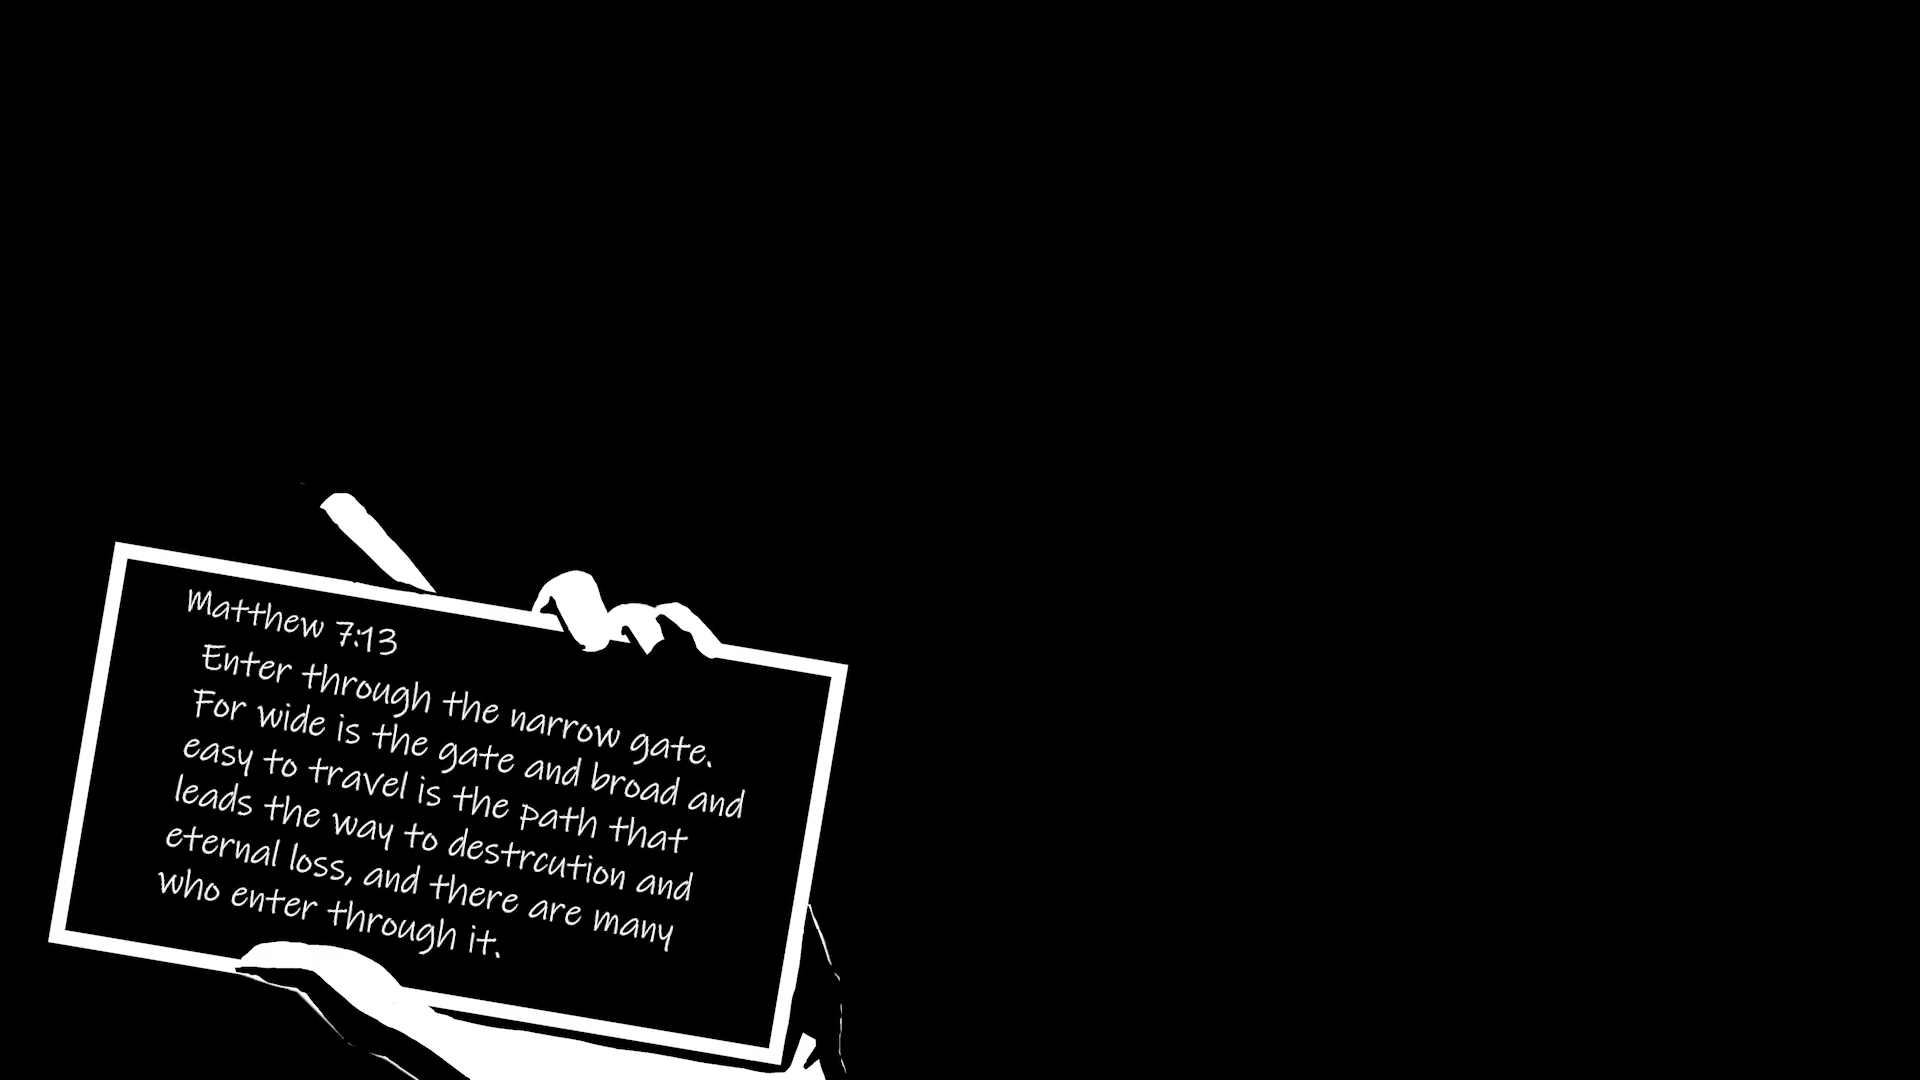 Matthew 7:13
Enter through the narrow gate.
For wide is the gate and broad and
easy to travel is the path that
leads the way to destrcution and
eternal loss, and there are many
who enter through it.